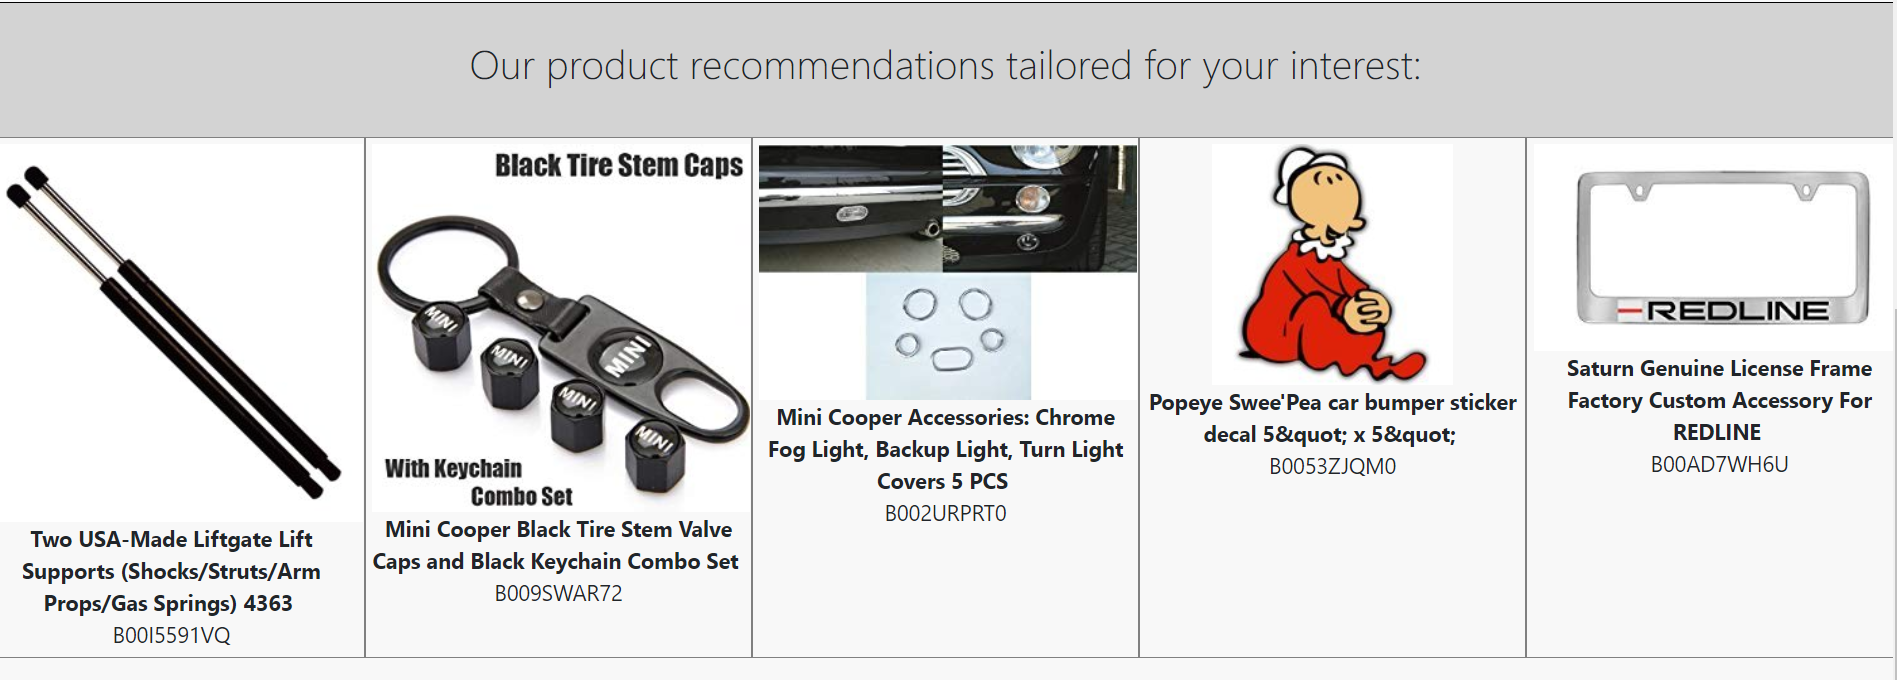 Our product recommendations tailored for your interest:
Black Tire Stem Caps
MINI
MINI
MINI
MINI
MINI
With Keychain
Combo Set
REDLINE
Two USA-Made Liftgate Lift
Supports (Shocks/Struts/Arm
Props/Gas Springs) 4363
B00I5591VQ
Mini Cooper Black Tire Stem Valve
Caps and Black Keychain Combo Set
B009SWAR72
Mini Cooper Accessories: Chrome
Fog Light, Backup Light, Turn Light
Covers 5 PCS
B002URPRT0
Popeye Swee'Pea car bumper sticker
decal 5&quot; x 5&quot;
B0053ZJQM0
Saturn Genuine License Frame
Factory Custom Accessory For
REDLINE
B00AD7WH6U